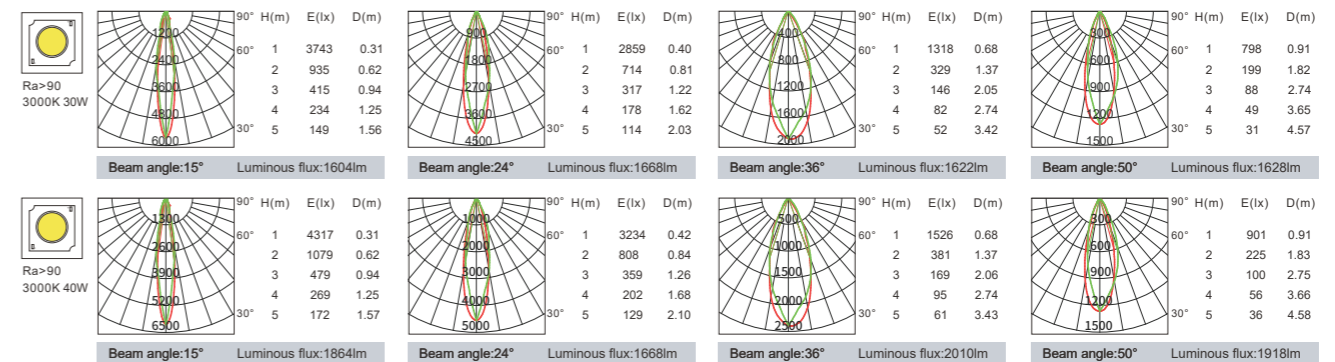 Ra>90
3000K 30W
1200
2400
3600
4800
6000
90°
60°
30°
H(m) E(lx) D(m)
1 3743 0.31
2 935 0.62
3 415 0.94
4 234 1.25
5 149 1.56
Beam angle:15° Luminous flux:1604lm
900
1800
2700
3600
4500
90°
60°
30°
H(m) E(lx) D(m)
1 2859 0.40
2 714 0.81
3 317 1.22
4 178 1.62
5 114 2.03
Beam angle:24° Luminous flux:1668lm
400
800
1200
1600
2000
90°
60°
30°
H(m) E(lx) D(m)
1 1318 0.68
2 329 1.37
3 146 2.05
4 82 2.74
5 52 3.42
Beam angle:36° Luminous flux:1622lm
300
600
900
1200
1500
90°
60°
30°
H(m) E(lx) D(m)
1 798 0.91
2 199 1.82
3 88 2.74
4 49 3.65
5 31 4.57
Beam angle:50° Luminous flux:1628lm
Ra>90
3000K 40W
1300
2600
3900
5200
6500
90°
60°
30°
H(m) E(lx) D(m)
1 4317 0.31
2 1079 0.62
3 479 0.94
4 269 1.25
5 172 1.57
Beam angle:15° Luminous flux:1864lm
1000
2000
3000
4000
5000
90°
60°
30°
H(m) E(lx) D(m)
1 3234 0.42
2 808 0.84
3 359 1.26
4 202 1.68
5 129 2.10
Beam angle:24° Luminous flux:1668lm
500
1000
1500
2000
2500
90°
60°
30°
H(m) E(lx) D(m)
1 1526 0.68
2 381 1.37
3 169 2.06
4 95 2.74
5 61 3.43
Beam angle:36° Luminous flux:2010lm
300
600
900
1200
1500
90°
60°
30°
H(m) E(lx) D(m)
1 901 0.91
2 225 1.83
3 100 2.75
4 56 3.66
5 36 4.58
Beam angle:50° Luminous flux:1918lm